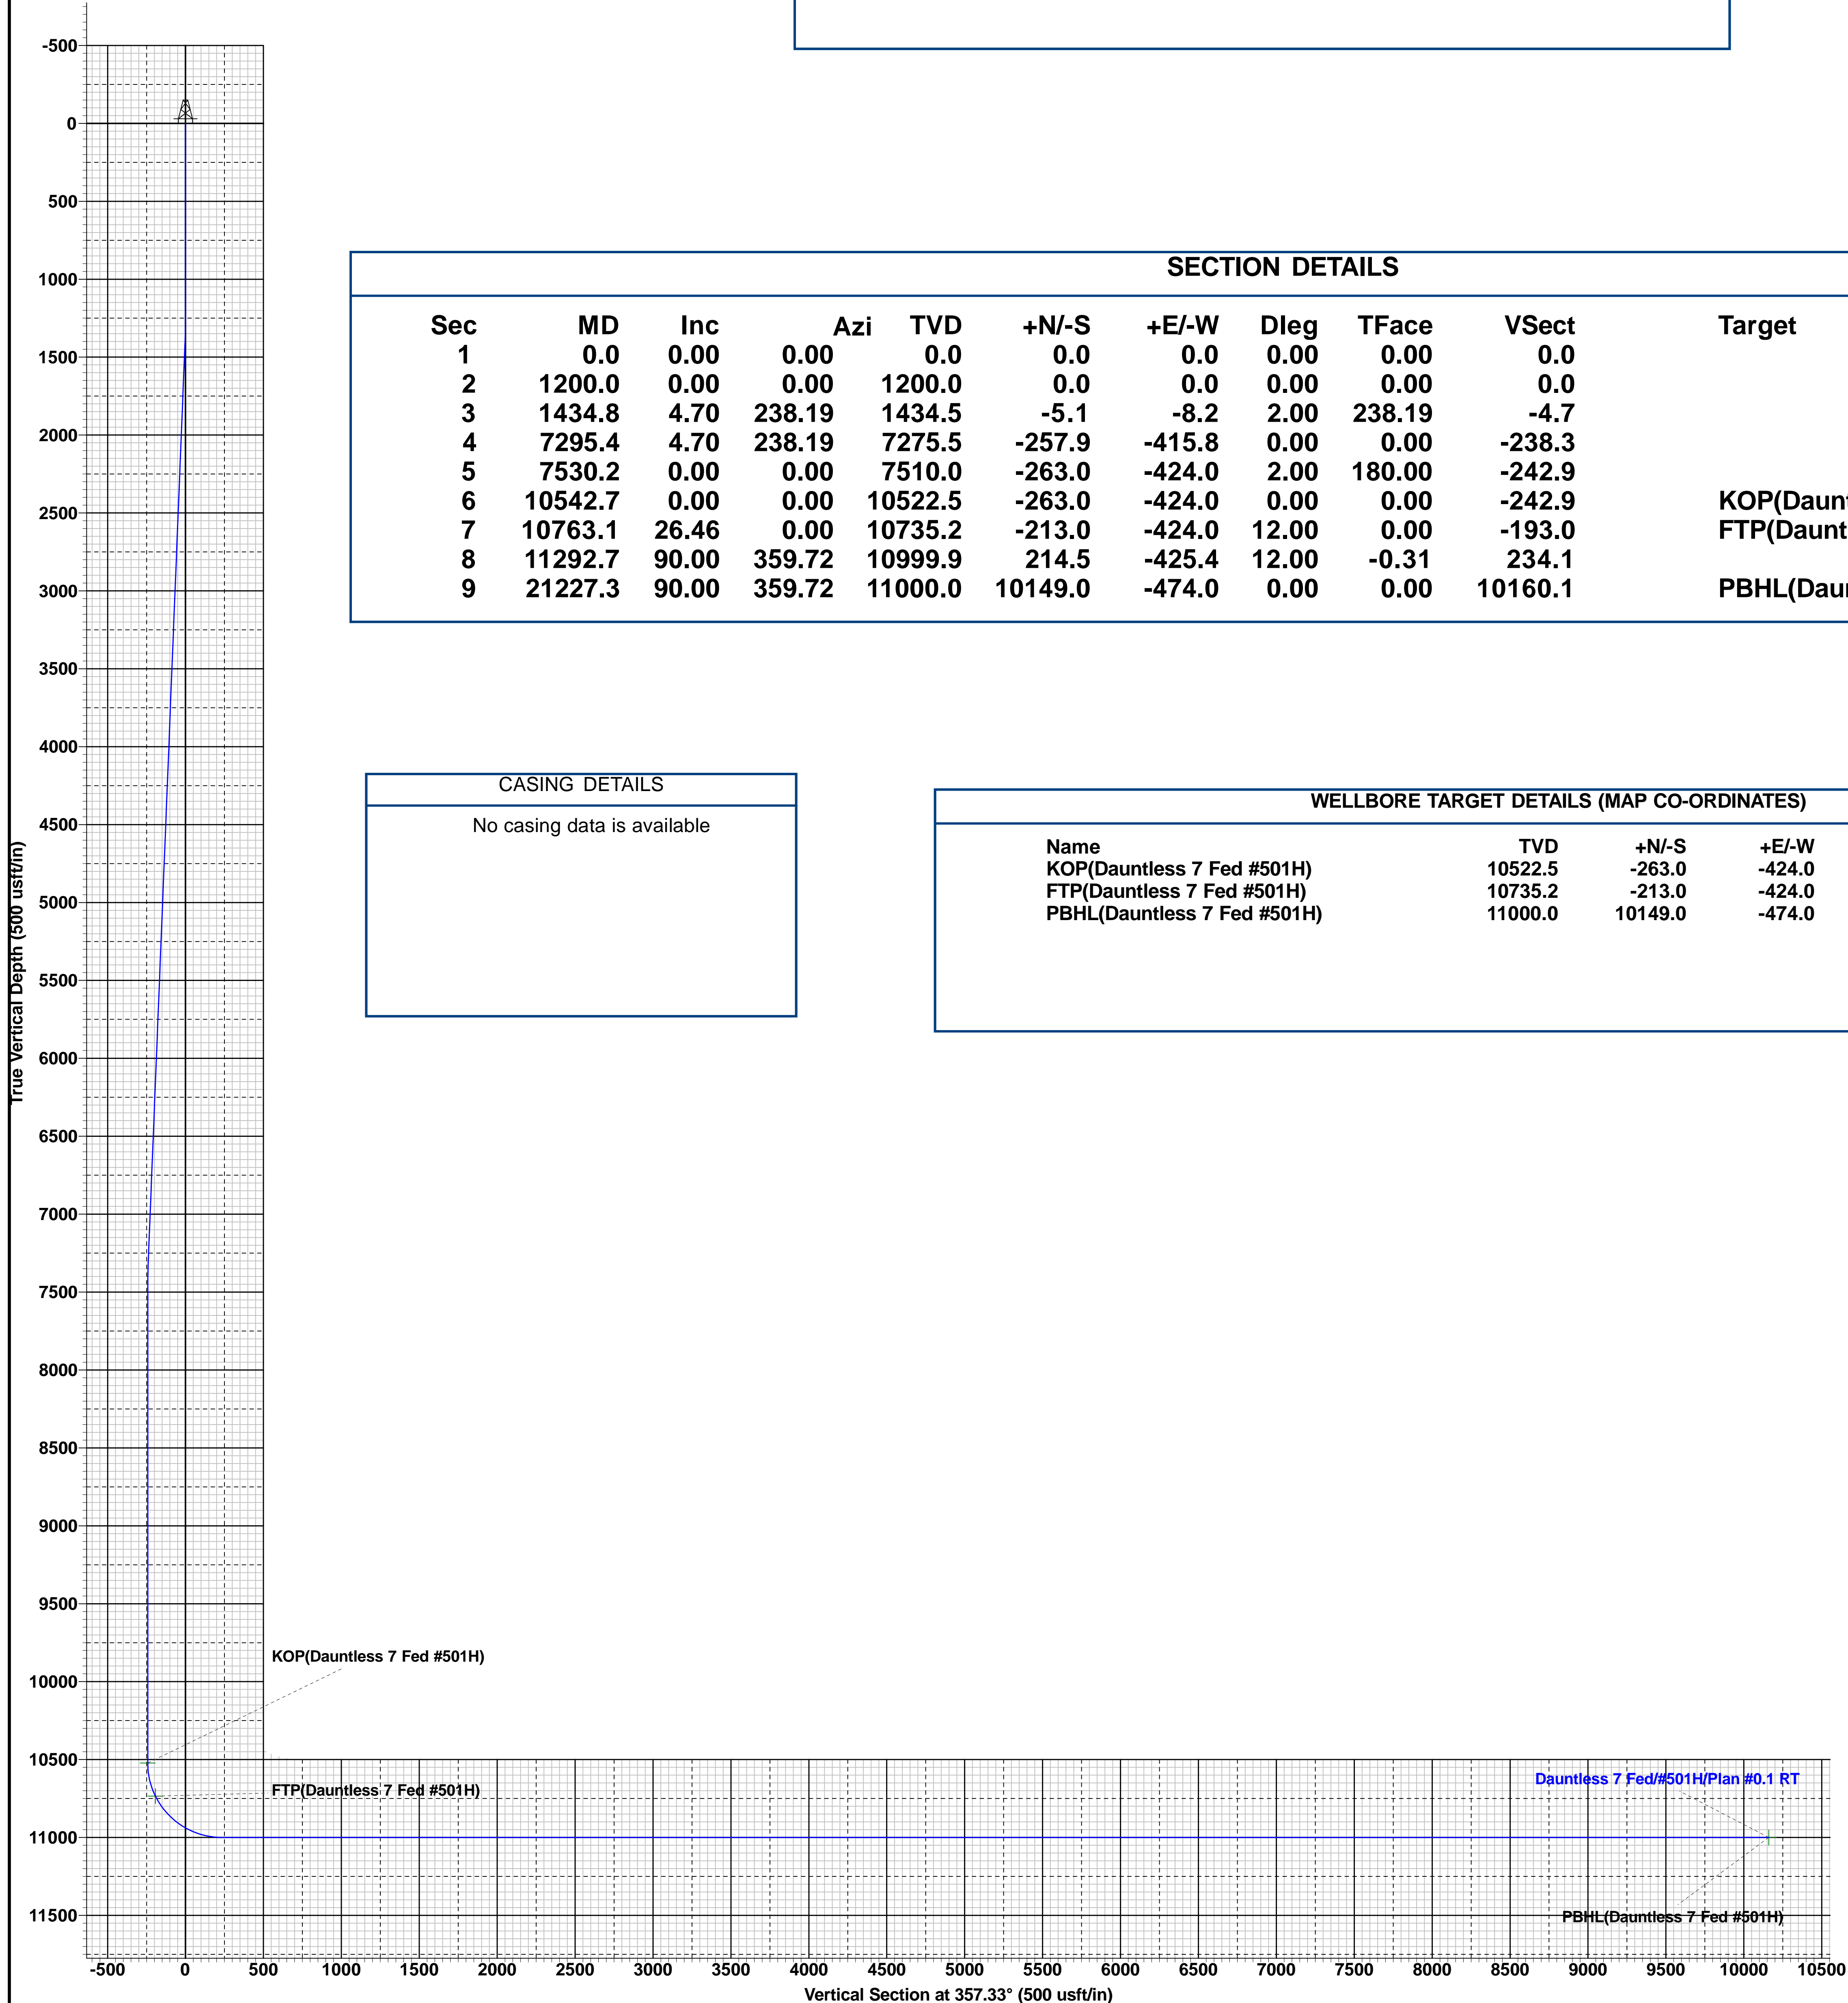 SECTION DETAILS
Sec MD Inc Azi TVD +N/-S +E/-W Dleg TFace VSect Target
1 0.0 0.00 0.00 0.0 0.0 0.0 0.00 0.00 0.0
2 1200.0 0.00 0.00 1200.0 0.0 0.0 0.00 0.00 0.0
3 1434.8 4.70 238.19 1434.5 -5.1 -8.2 2.00 238.19 -4.7
4 7295.4 4.70 238.19 7275.5 -257.9 -415.8 0.00 0.00 -238.3
5 7530.2 0.00 0.00 7510.0 -263.0 -424.0 2.00 180.00 -242.9
6 10542.7 0.00 0.00 10522.5 -263.0 -424.0 0.00 0.00 -242.9 KOP(Daunt
7 10763.1 26.46 0.00 10735.2 -213.0 -424.0 12.00 0.00 -193.0 FTP(Daunt
8 11292.7 90.00 359.72 10999.9 214.5 -425.4 12.00 -0.31 234.1
9 21227.3 90.00 359.72 11000.0 10149.0 -474.0 0.00 0.00 10160.1 PBHL(Dau
CASING DETAILS
No casing data is available
WELLBORE TARGET DETAILS (MAP CO-ORDINATES)
Name TVD +N/-S +E/-W
KOP(Dauntless 7 Fed #501H) 10522.5 -263.0 -424.0
FTP(Dauntless 7 Fed #501H) 10735.2 -213.0 -424.0
PBHL(Dauntless 7 Fed #501H) 11000.0 10149.0 -474.0
True Vertical Depth (500 usft/in)
-500
0
500
1000
1500
2000
2500
3000
3500
4000
4500
5000
5500
6000
6500
7000
7500
8000
8500
9000
9500
10000
10500
11000
11500
KOP(Dauntless 7 Fed #501H)
FTP(Dauntless 7 Fed #501H)
Dauntless 7 Fed/#501H/Plan #0.1 RT
PBHL(Dauntless 7 Fed #501H)
-500 0 500 1000 1500 2000 2500 3000 3500 4000 4500 5000 5500 6000 6500 7000 7500 8000 8500 9000 9500 10000 10500
Vertical Section at 357.33° (500 usft/in)